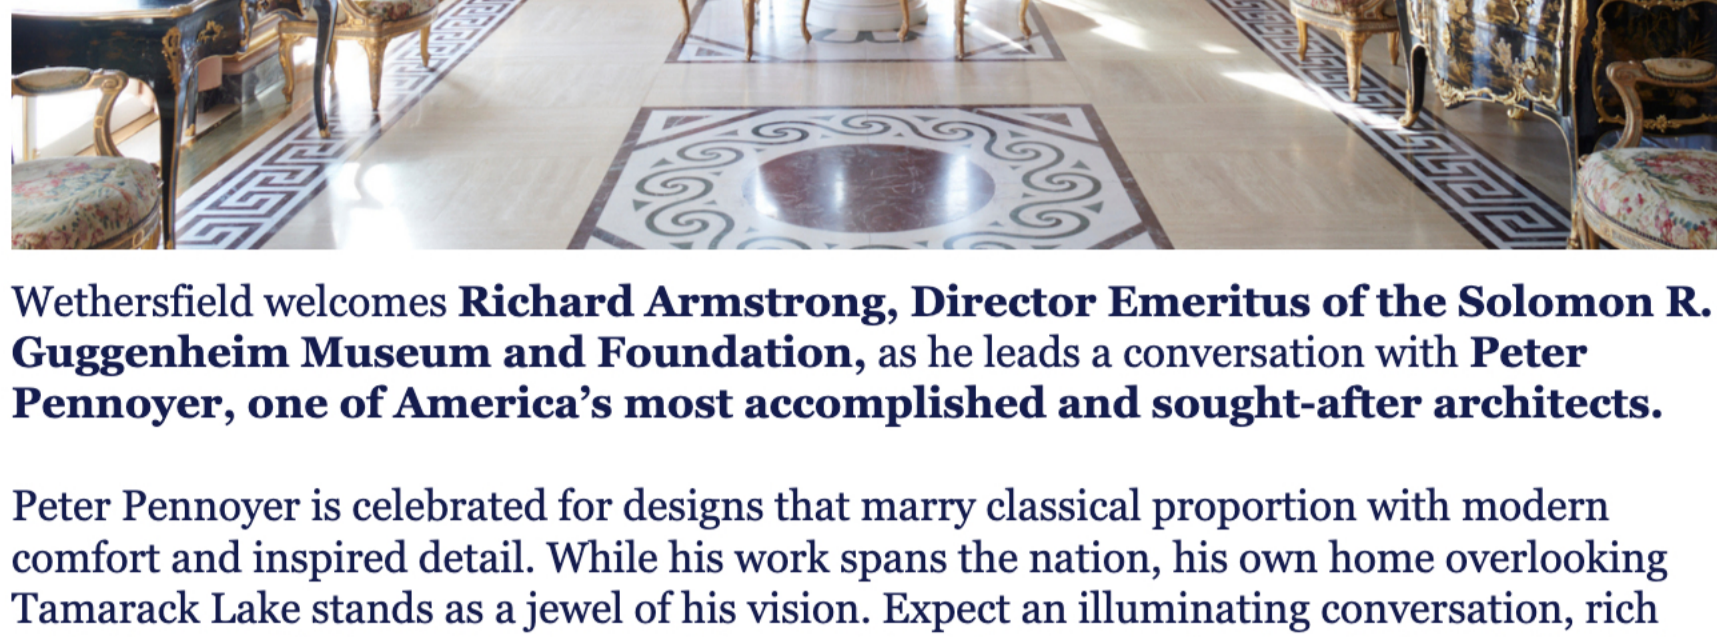 Wethersfield welcomes Richard Armstrong, Director Emeritus of the Solomon R.
Guggenheim Museum and Foundation, as he leads a conversation with Peter
Pennoyer, one of America’s most accomplished and sought-after architects.
Peter Pennoyer is celebrated for designs that marry classical proportion with modern
comfort and inspired detail. While his work spans the nation, his own home overlooking
Tamarack Lake stands as a jewel of his vision. Expect an illuminating conversation, rich